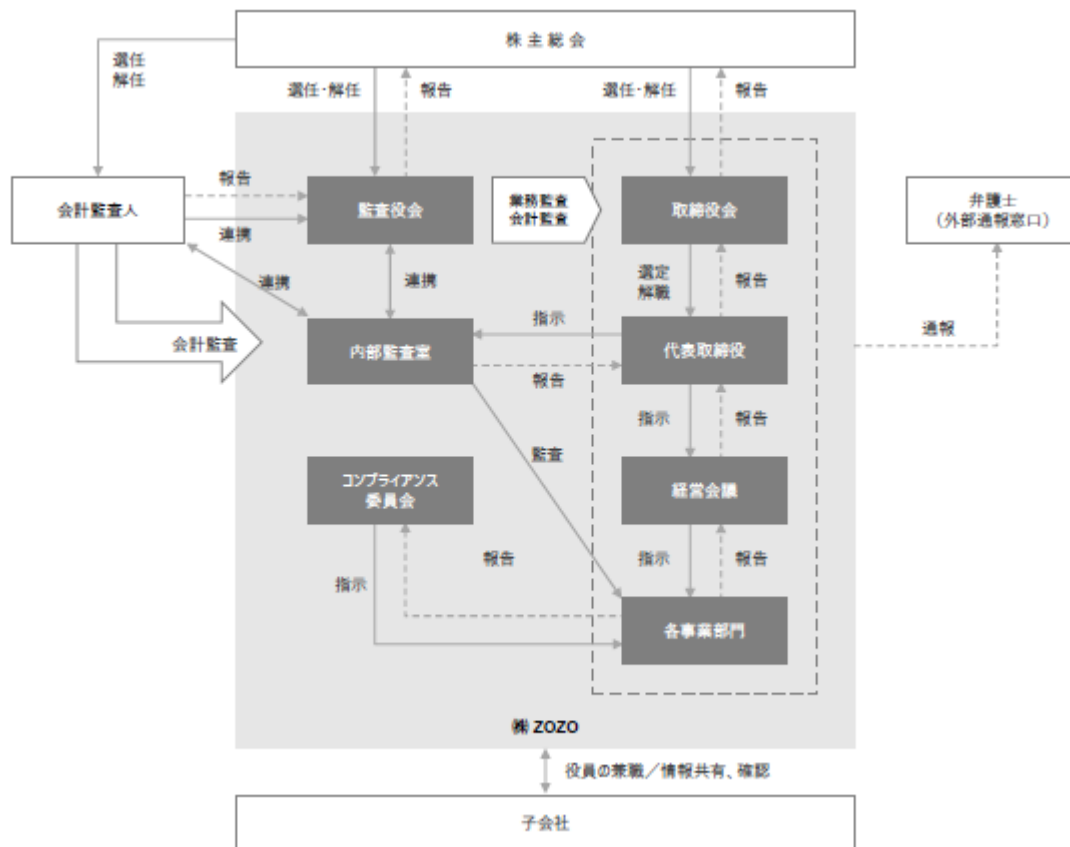 株主総会
選任
解任
選任・解任
報告
選任・解任
報告
会計監査人
報告
連携
監査役会
業務監査
会計監査
取締役会
弁護士
（外部通報窓口）
連携
連携
選定
解職
報告
会計監査
内部監査室
指示
報告
代表取締役
通報
指示
報告
監査
コンプライアンス
委員会
経営会議
指示
報告
指示
報告
各事業部門
㈱ ZOZO
役員の兼職／情報共有、確認
子会社